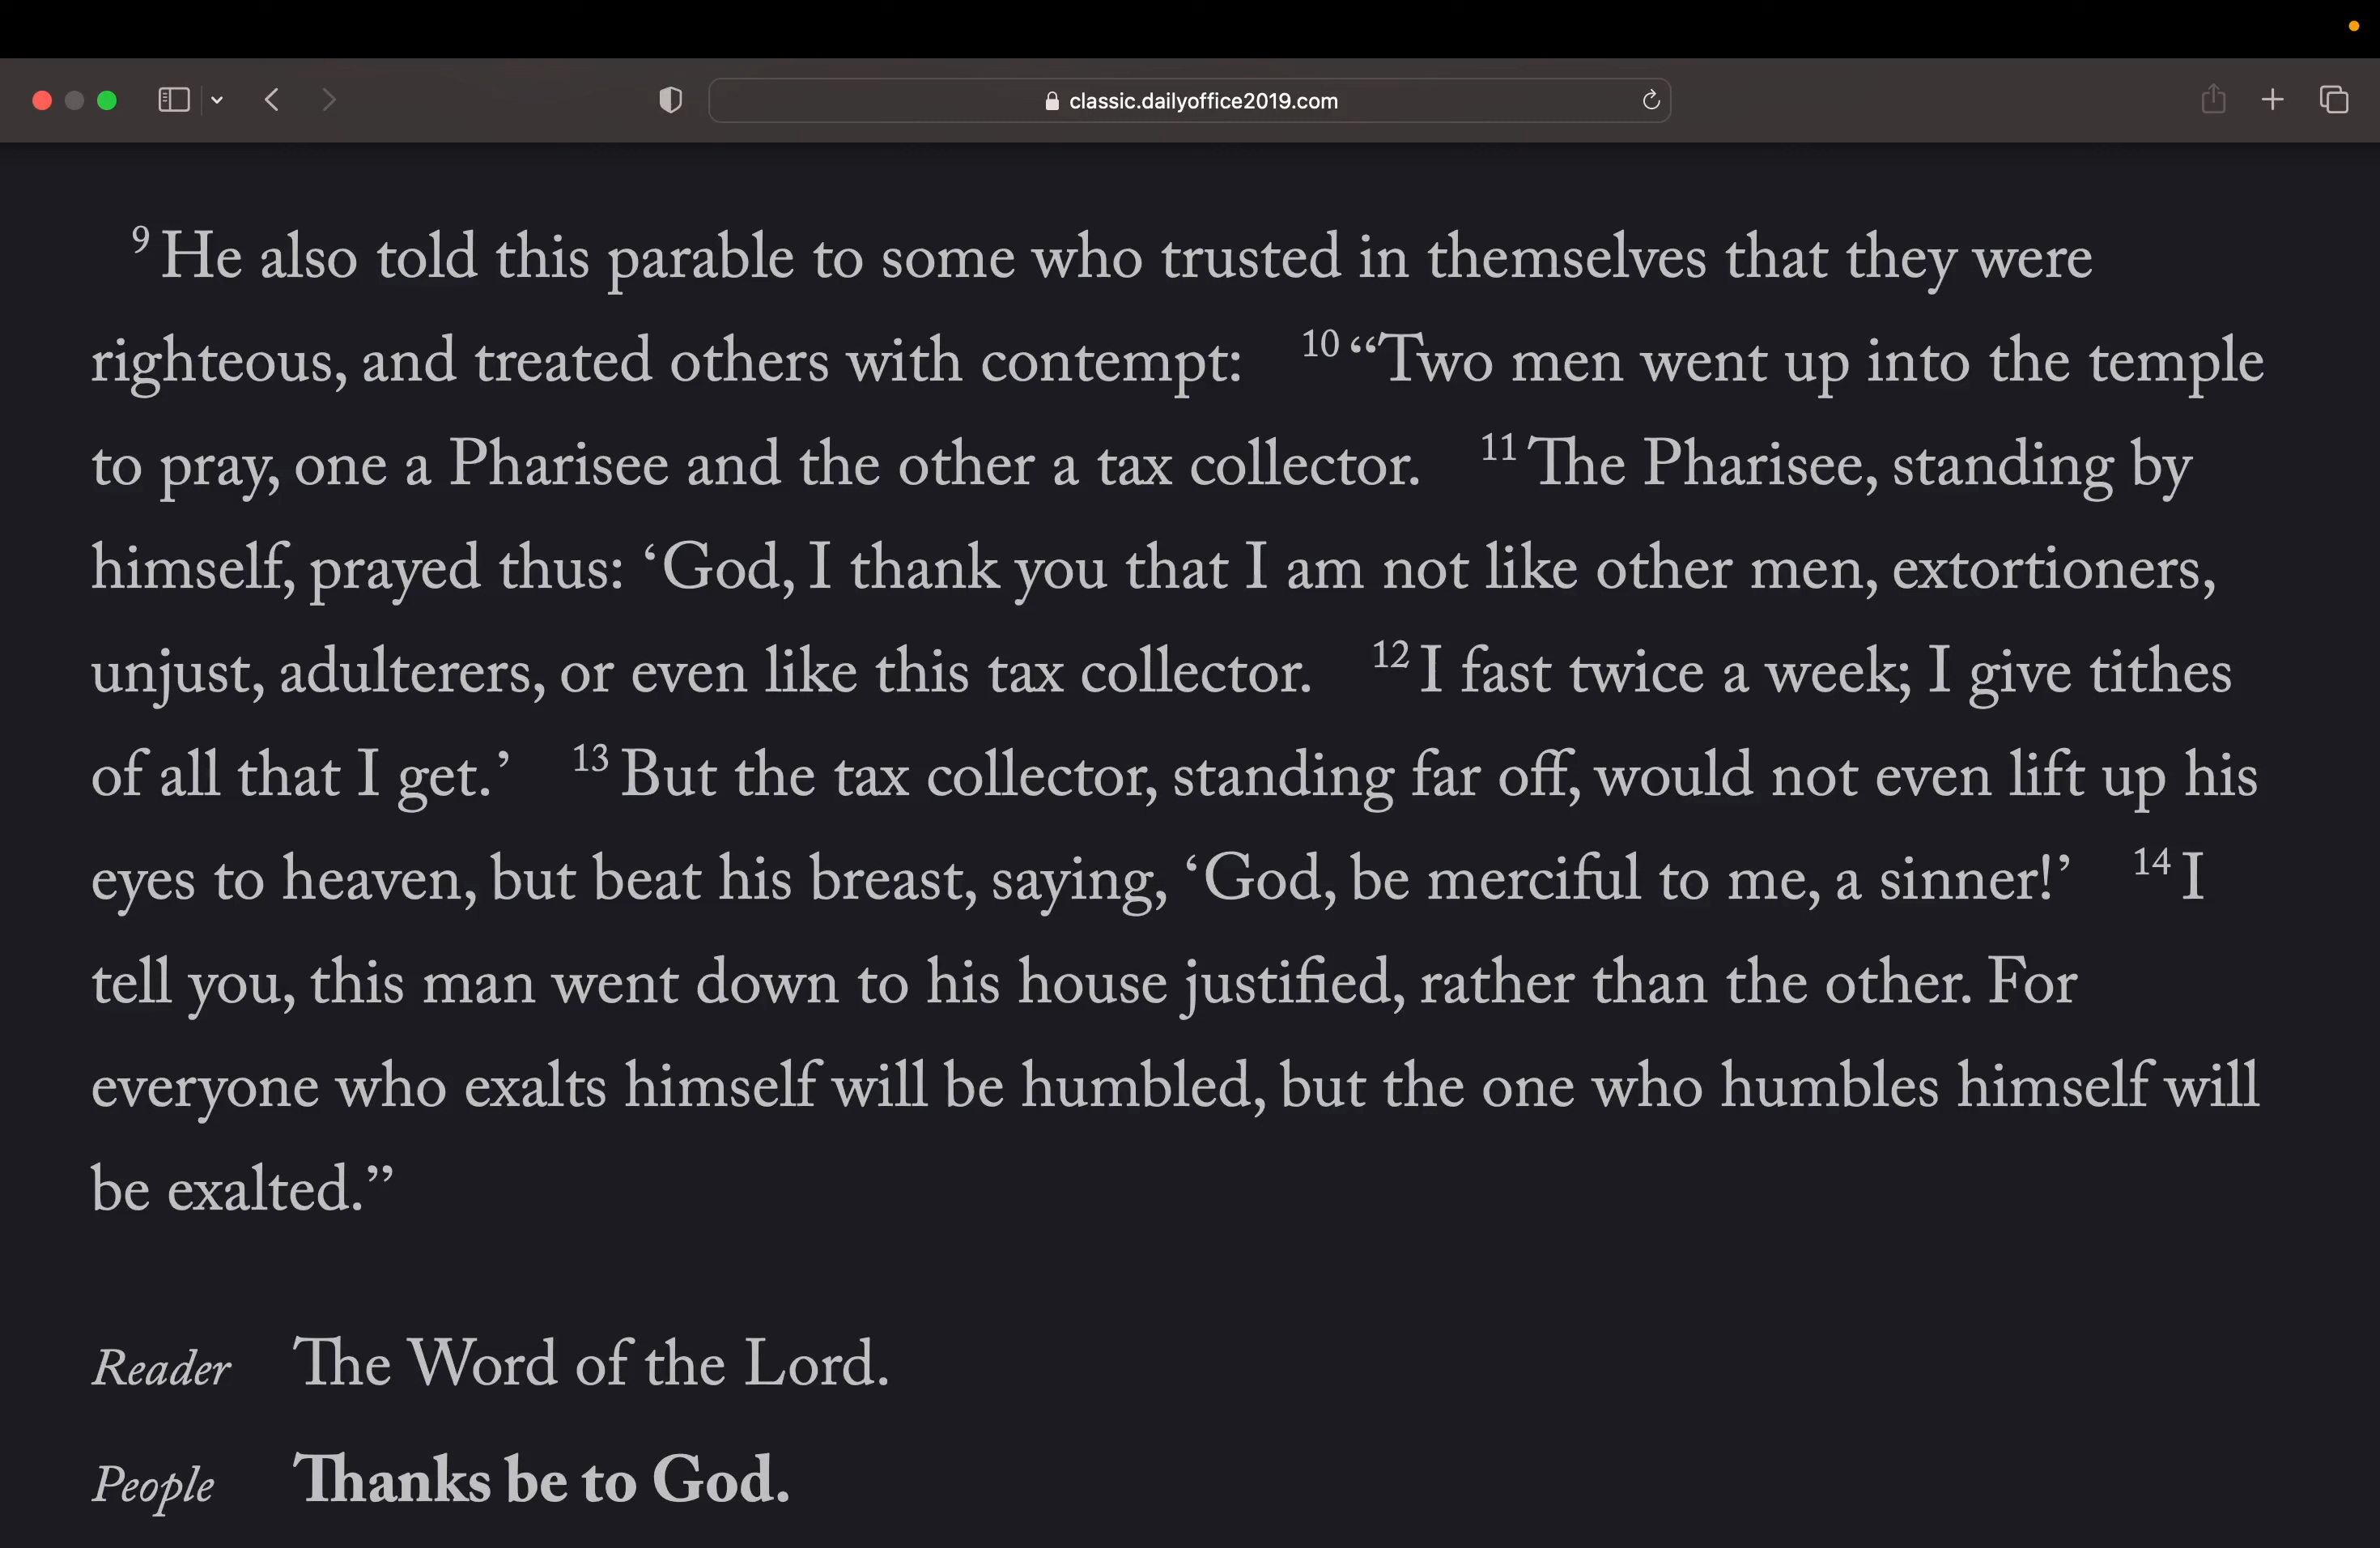 classic.dailyoffice2019.com
9 He also told this parable to some who trusted in themselves that they were
righteous, and treated others with contempt: 10 “Two men went up into the temple
to pray, one a Pharisee and the other a tax collector. 11 The Pharisee, standing by
himself, prayed thus: ‘God, I thank you that I am not like other men, extortioners,
unjust, adulterers, or even like this tax collector. 12 I fast twice a week; I give tithes
of all that I get.’ 13 But the tax collector, standing far off, would not even lift up his
eyes to heaven, but beat his breast, saying, ‘God, be merciful to me, a sinner!’ 14 I
tell you, this man went down to his house justified, rather than the other. For
everyone who exalts himself will be humbled, but the one who humbles himself will
be exalted.”
Reader The Word of the Lord.
People Thanks be to God.